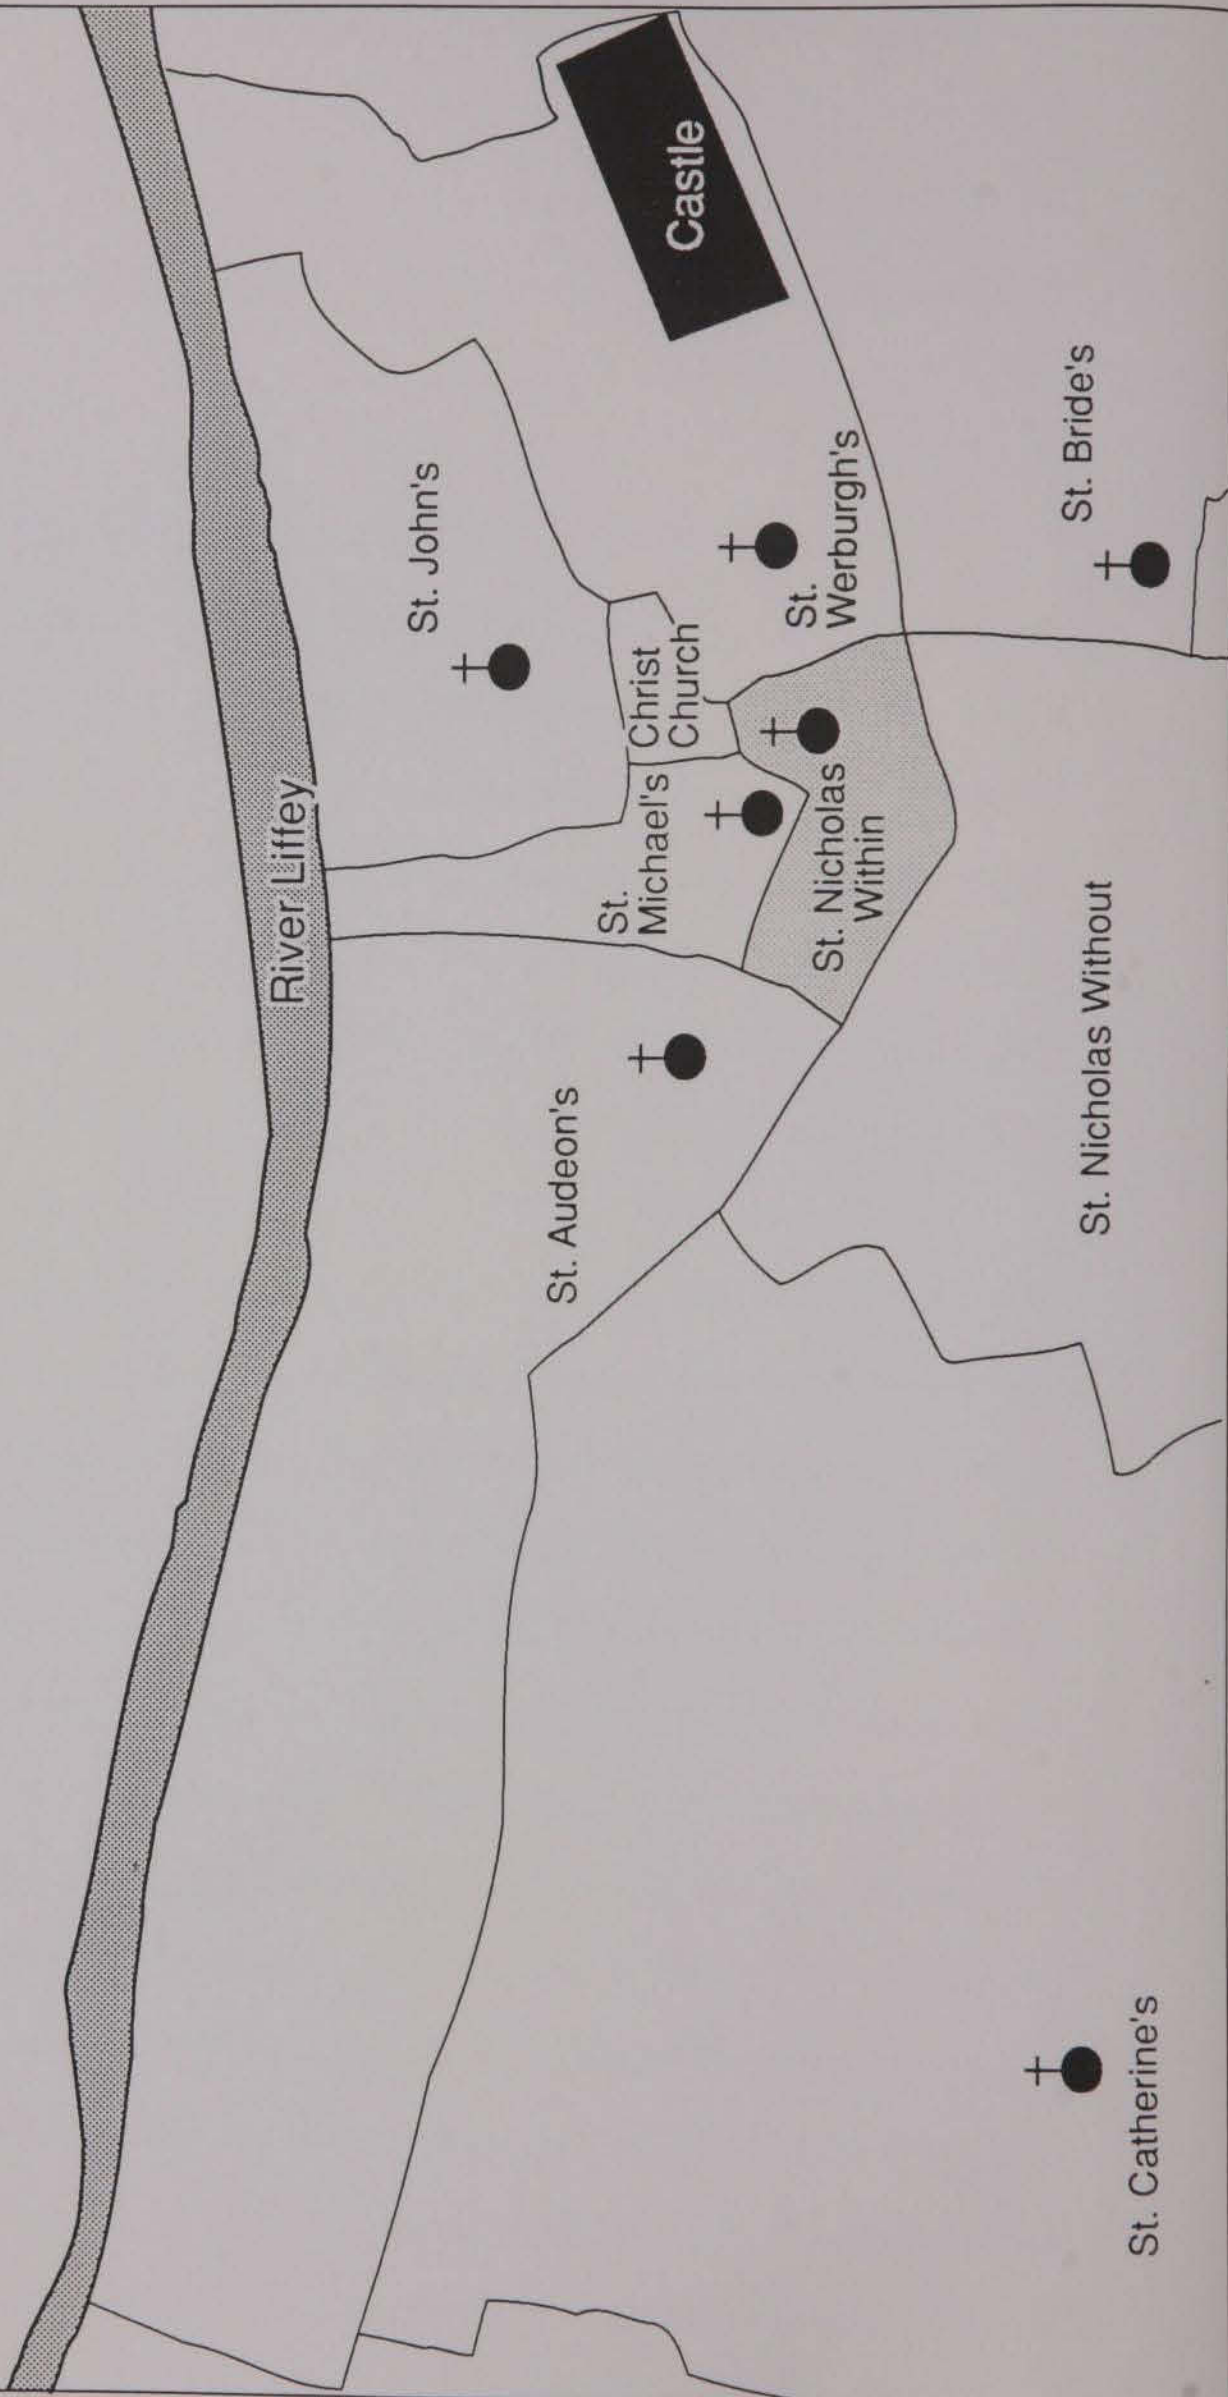 River Liffey
Castle
St. John's
Christ
Church
St.
Werburgh's
St. Bride's
St.
Michael's
St. Nicholas
Within
St. Audeon's
St. Nicholas Without
St. Catherine's